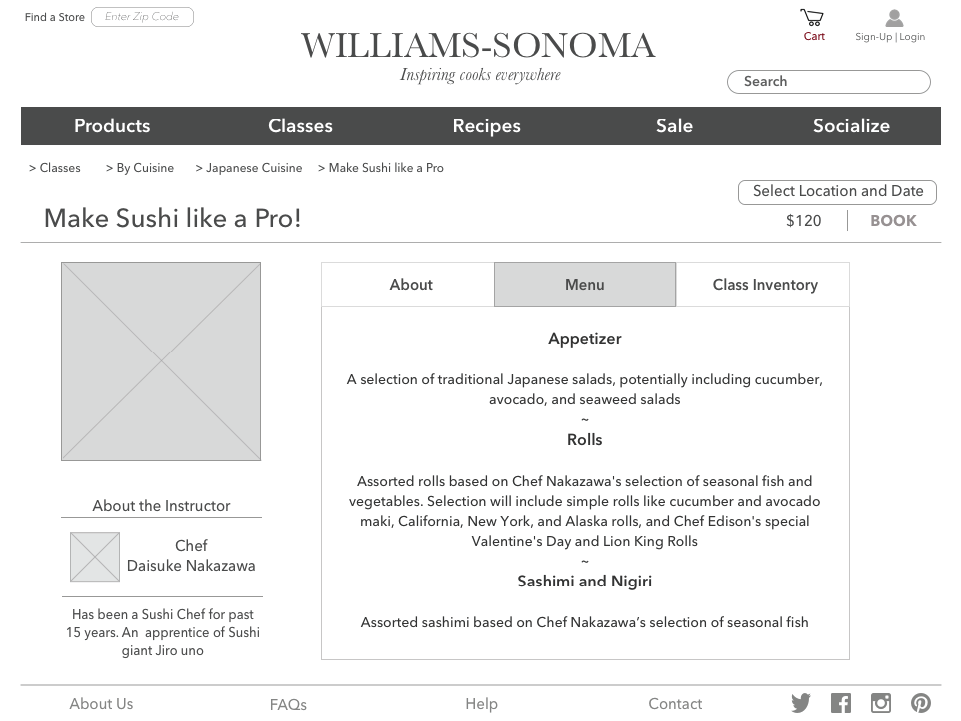 Find a Store
Enter Zip Code
Cart
Sign-Up | Login
WILLIAMS-SONOMA
Inspiring cooks everywhere
Search
Products
Classes
Recipes
Sale
Socialize
> Classes
> By Cuisine
> Japanese Cuisine
> Make Sushi like a Pro
Select Location and Date
Make Sushi like a Pro!
$120
BOOK
About
Menu
Class Inventory
Appetizer
A selection of traditional Japanese salads, potentially including cucumber,
avocado, and seaweed salads
~
Rolls
Assorted rolls based on Chef Nakazawa's selection of seasonal fish and
vegetables. Selection will include simple rolls like cucumber and avocado
maki, California, New York, and Alaska rolls, and Chef Edison's special
Valentine's Day and Lion King Rolls
~
Sashimi and Nigiri
Assorted sashimi based on Chef Nakazawa’s selection of seasonal fish
About the Instructor
Chef
Daisuke Nakazawa
Has been a Sushi Chef for past
15 years. An  apprentice of Sushi
giant Jiro uno
About Us
FAQs
Help
Contact